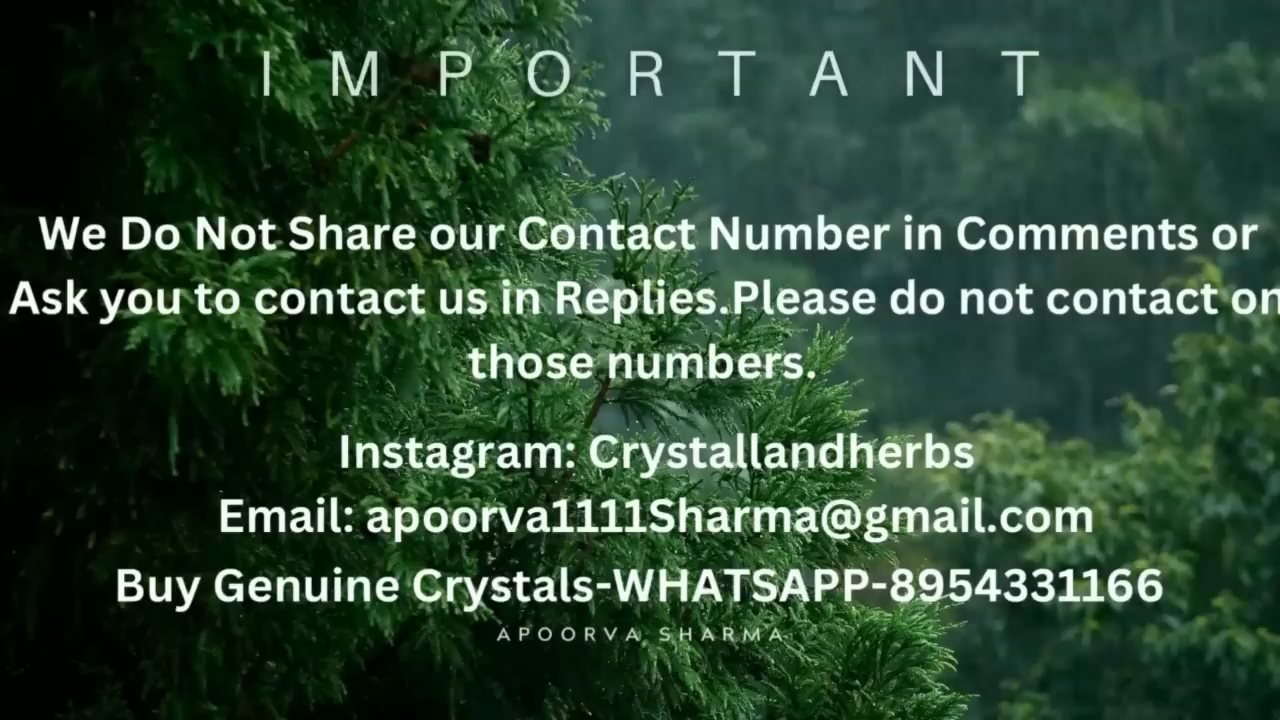 IMPORTANT
We Do Not Share our Contact Number in Comments or
Ask you to contact us in Replies.Please do not contact on
those numbers.
Instagram: Crystallandherbs
Email: apoorva1111Sharma@gmail.com
Buy Genuine Crystals-WHATSAPP-8954331166
APOORVA SHARMA